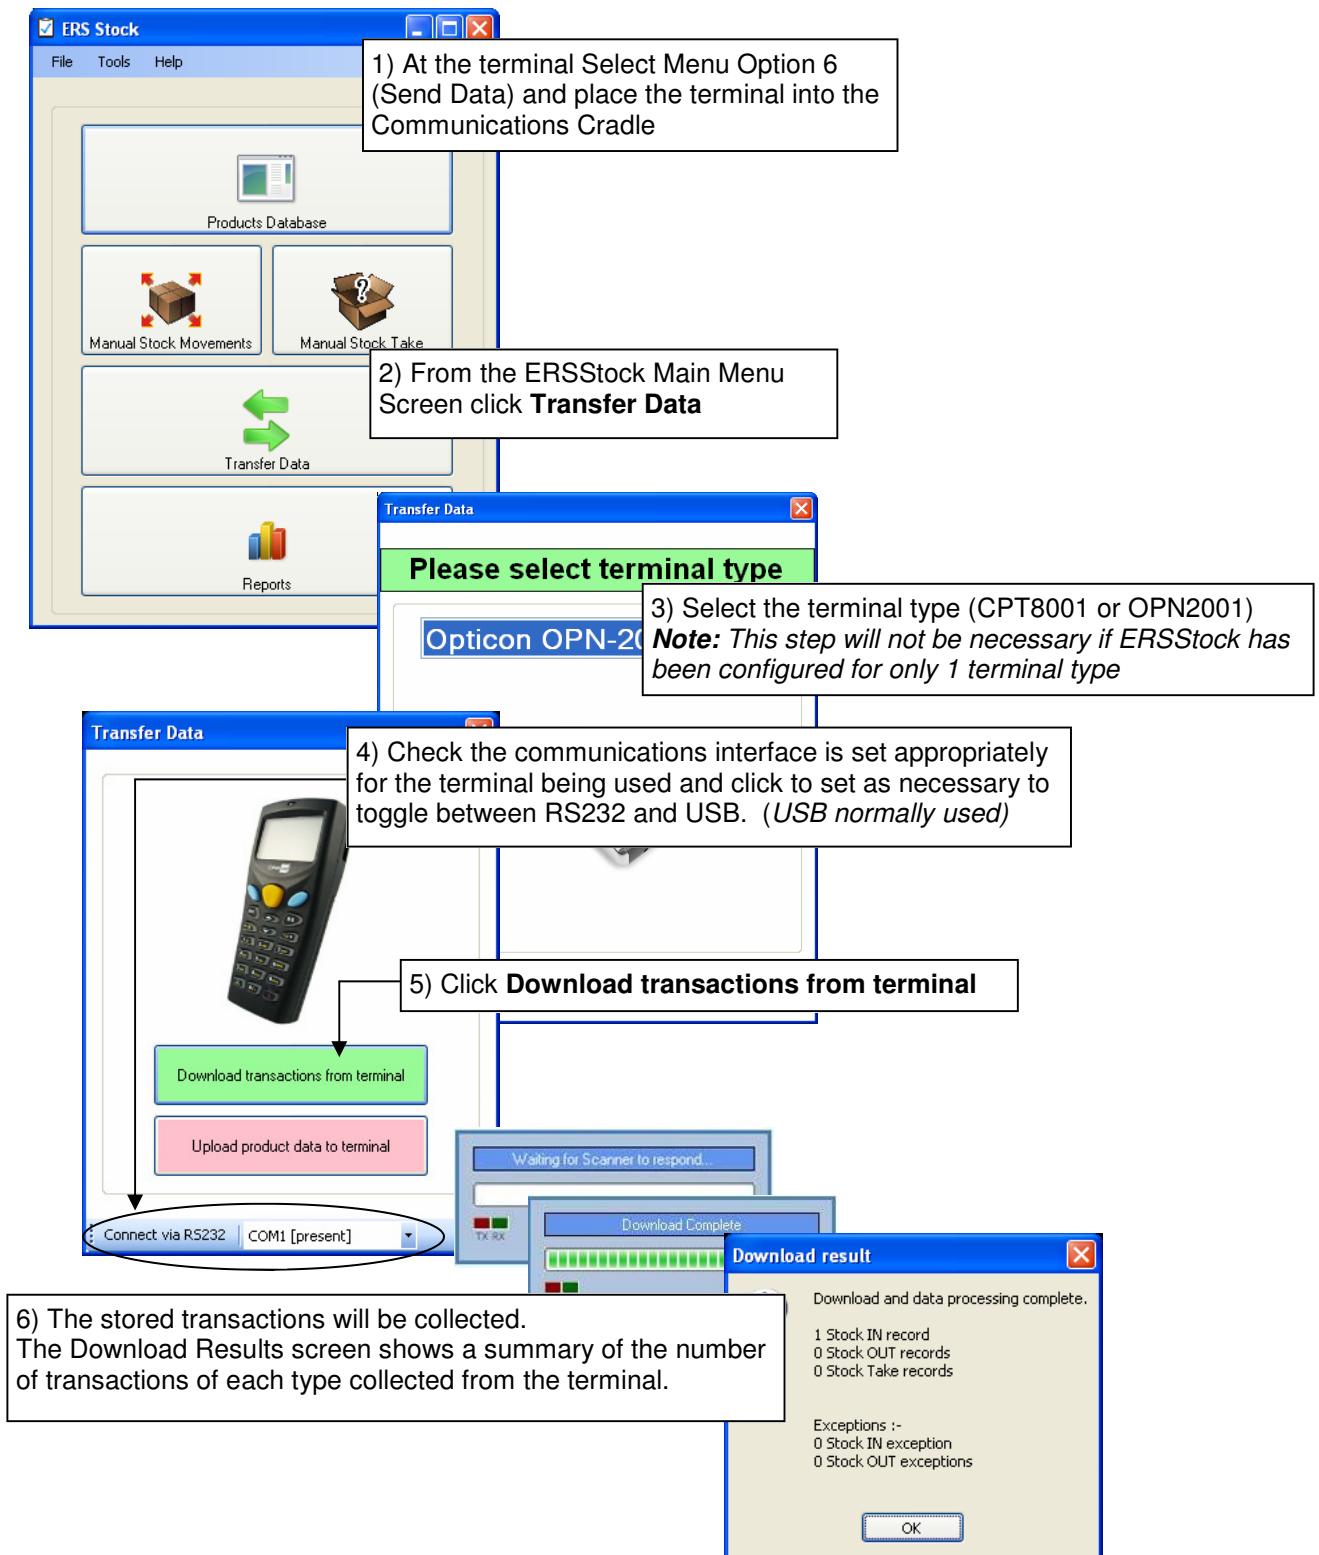 ERS Stock
File Tools Help
1) At the terminal Select Menu Option 6
(Send Data) and place the terminal into the
Communications Cradle
Products Database
Manual Stock Movements
Manual Stock Take
2) From the ERSStock Main Menu
Screen click Transfer Data
Transfer Data
Reports
Transfer Data
Please select terminal type
Opticon OPN-20
3) Select the terminal type (CPT8001 or OPN2001)
Note: This step will not be necessary if ERSStock has
been configured for only 1 terminal type
Transfer Data
4) Check the communications interface is set appropriately
for the terminal being used and click to set as necessary to
toggle between RS232 and USB. (USB normally used)
5) Click Download transactions from terminal
Download transactions from terminal
Upload product data to terminal
Connect via RS232 COM1 [present]
Waiting for Scanner to respond...
TX RX
Download Complete
Download result
Download and data processing complete.
1 Stock IN record
0 Stock OUT records
0 Stock Take records
Exceptions :-
0 Stock IN exception
0 Stock OUT exceptions
OK
6) The stored transactions will be collected.
The Download Results screen shows a summary of the number
of transactions of each type collected from the terminal.